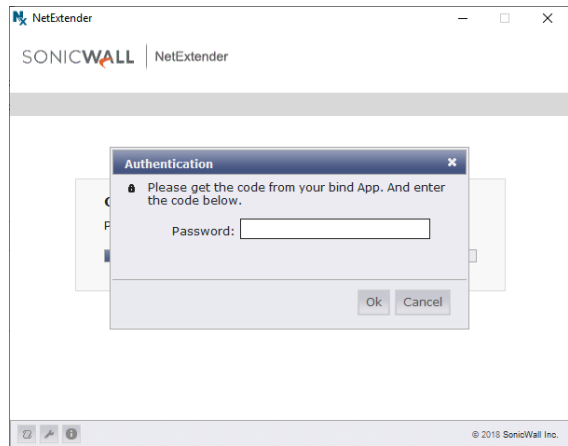 NetExtender
SONICWALL NetExtender
Authentication
Please get the code from your bind App. And enter
the code below.
Password:
Ok Cancel
© 2018 SonicWall Inc.